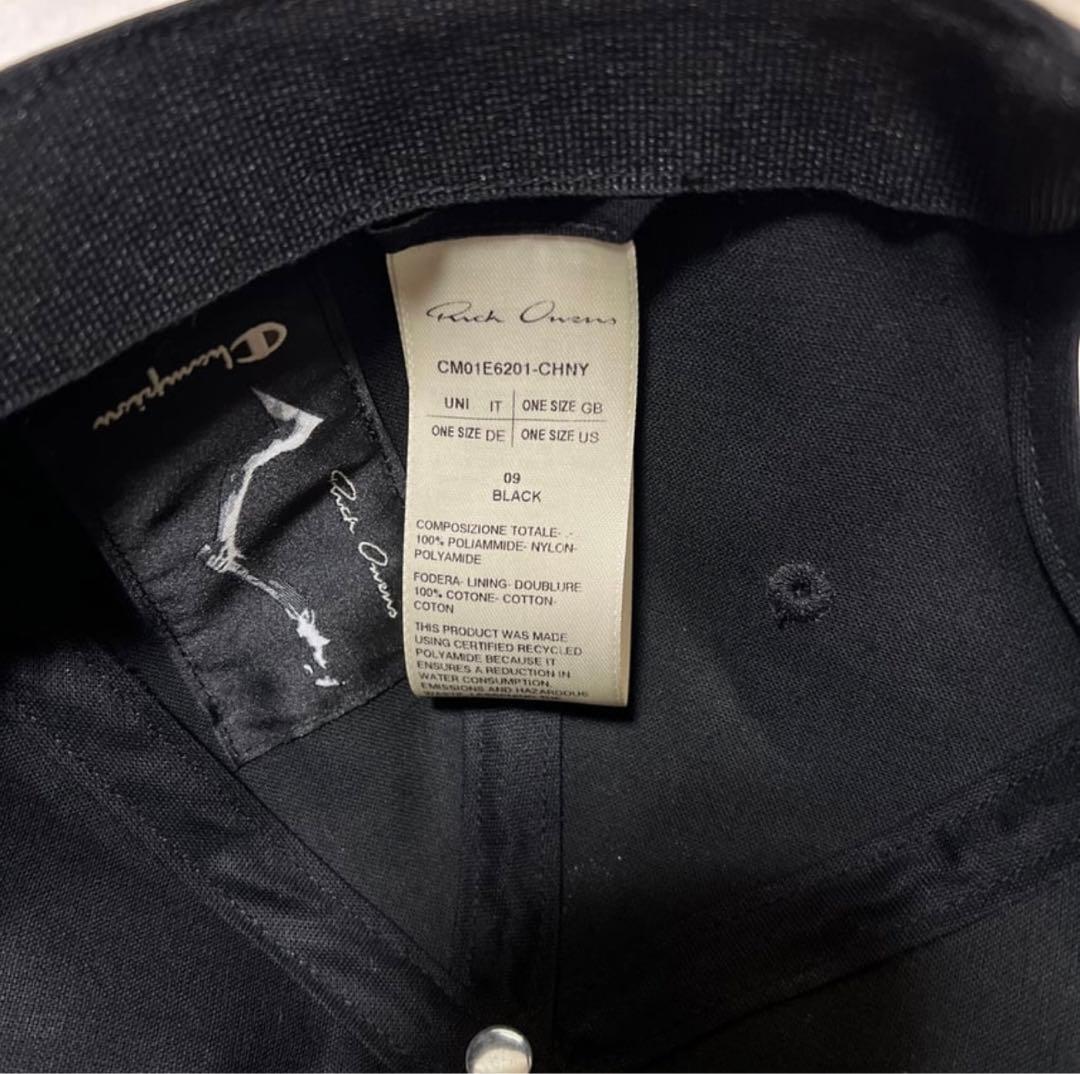 Champion
Rick Owens
Rick Owens
CM01E6201-CHNY
UNI IT ONE SIZE GB
ONE SIZE DE ONE SIZE US
09
BLACK
COMPOSIZIONE TOTALE- .-
100% POLIAMMIDE- NYLON-
POLYAMIDE
FODERA- LINING- DOUBLURE
100% COTONE- COTTON-
COTON
THIS PRODUCT WAS MADE
USING CERTIFIED RECYCLED
POLYAMIDE BECAUSE IT
ENSURES A REDUCTION IN
WATER CONSUMPTION,
EMISSIONS AND HAZARDOUS